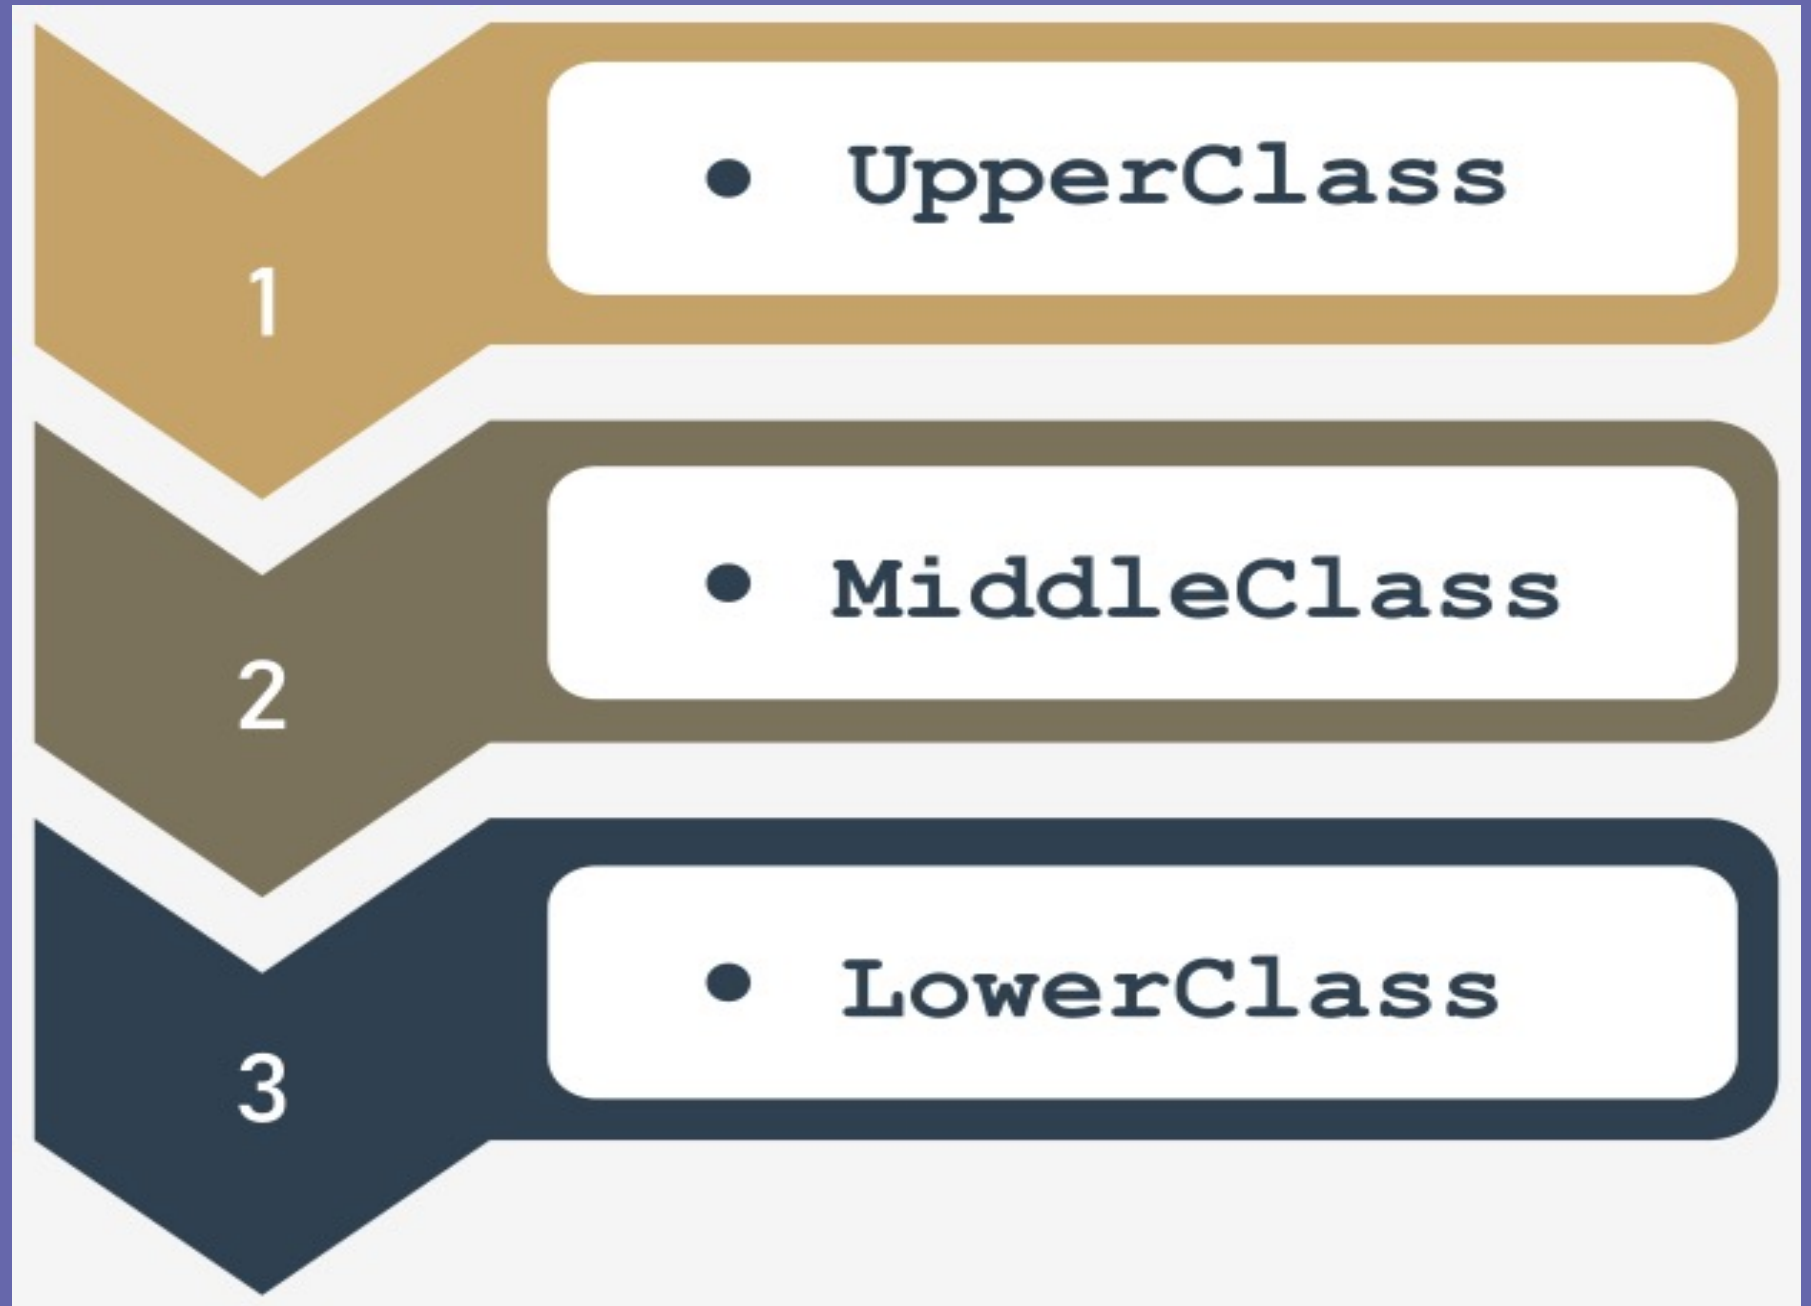 • UpperClass
1
• MiddleClass
2
• LowerClass
3